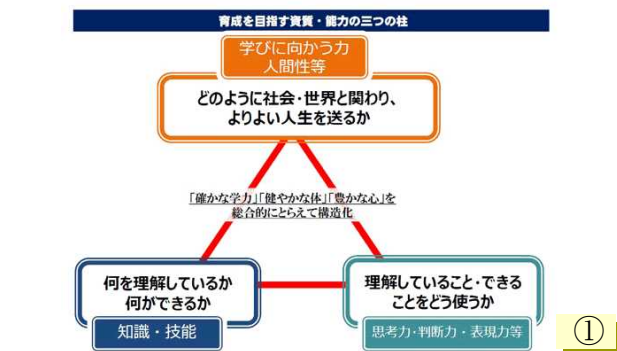 育成を目指す資質・能力の三つの柱
学びに向かう力
人間性等
どのように社会・世界と関わり、
よりよい人生を送るか
「確かな学力」「健やかな体」「豊かな心」を
総合的にとらえて構造化
何を理解しているか
何ができるか
知識・技能
理解していること・できる
ことをどう使うか
思考力・判断力・表現力等
①